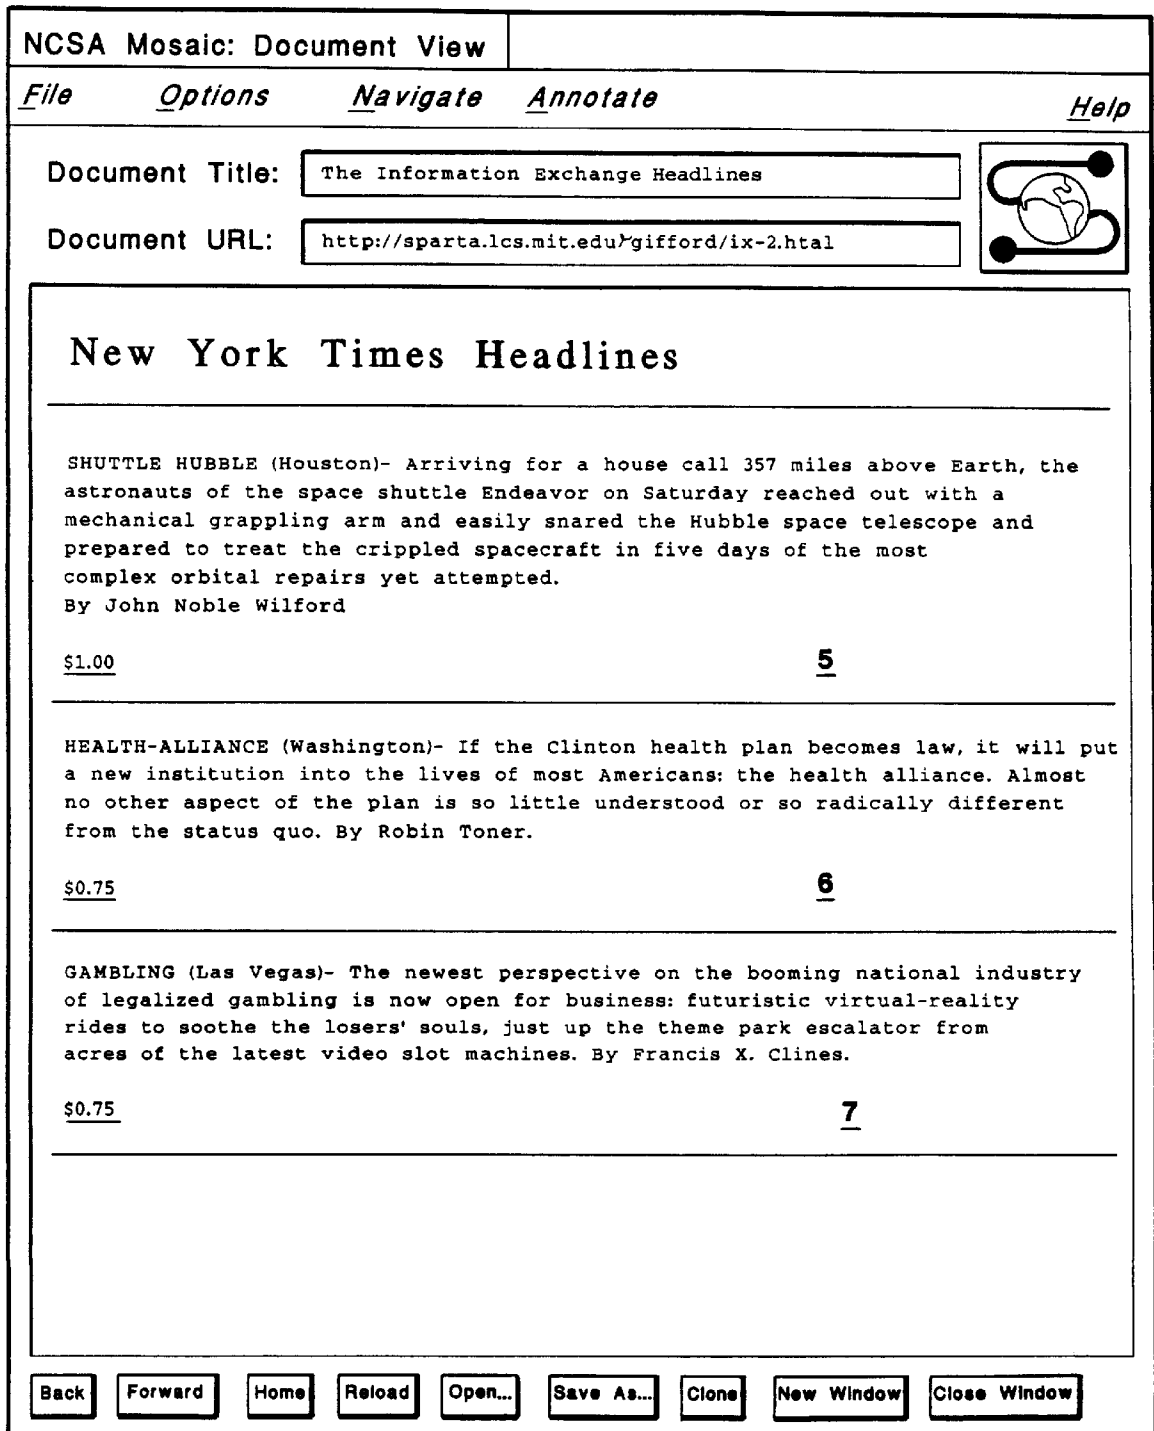 NCSA Mosaic: Document View
File Options Navigate Annotate Help
Document Title: The Information Exchange Headlines
Document URL: http://sparta.lcs.mit.edu/~gifford/ix-2.htal
New York Times Headlines
SHUTTLE HUBBLE (Houston)- Arriving for a house call 357 miles above Earth, the
astronauts of the space shuttle Endeavor on Saturday reached out with a
mechanical grappling arm and easily snared the Hubble space telescope and
prepared to treat the crippled spacecraft in five days of the most
complex orbital repairs yet attempted.
By John Noble Wilford
$1.00 5
HEALTH-ALLIANCE (Washington)- If the Clinton health plan becomes law, it will put
a new institution into the lives of most Americans: the health alliance. Almost
no other aspect of the plan is so little understood or so radically different
from the status quo. By Robin Toner.
$0.75 6
GAMBLING (Las Vegas)- The newest perspective on the booming national industry
of legalized gambling is now open for business: futuristic virtual-reality
rides to soothe the losers' souls, just up the theme park escalator from
acres of the latest video slot machines. By Francis X. Clines.
$0.75 7
Back Forward Home Reload Open... Save As... Clone New Window Close Window